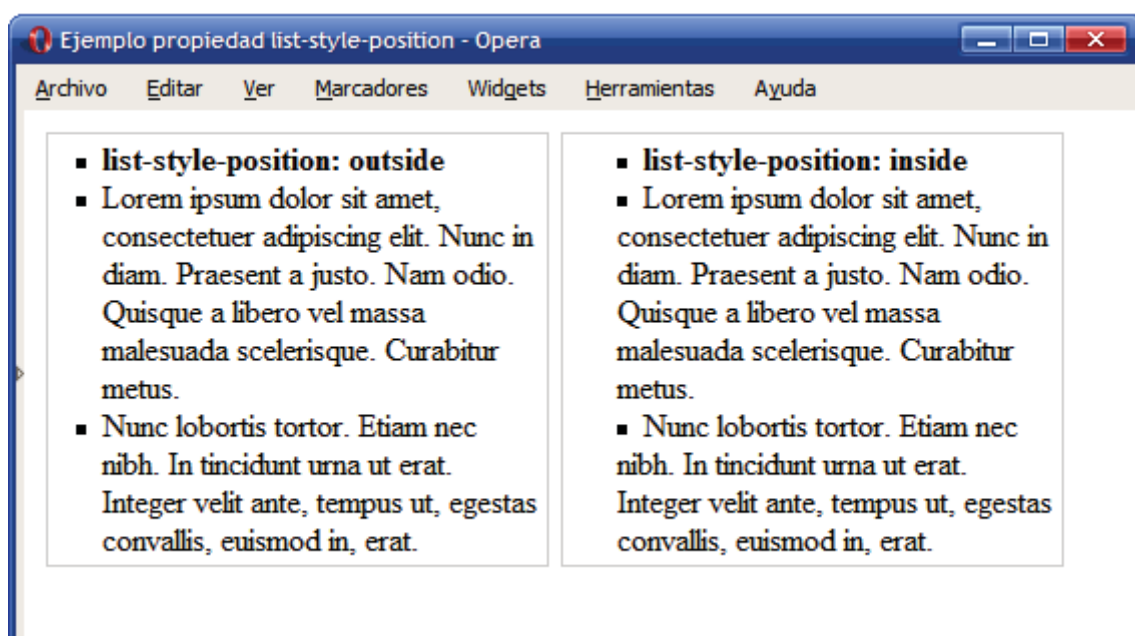 Ejemplo propiedad list-style-position - Opera
Archivo Editar Ver Marcadores Widgets Herramientas Ayuda
list-style-position: outside
Lorem ipsum dolor sit amet,
consectetuer adipiscing elit. Nunc in
diam. Praesent a justo. Nam odio.
Quisque a libero vel massa
malesuada scelerisque. Curabitur
metus.
Nunc lobortis tortor. Etiam nec
nibh. In tincidunt urna ut erat.
Integer velit ante, tempus ut, egestas
convallis, euismod in, erat.
list-style-position: inside
Lorem ipsum dolor sit amet,
consectetuer adipiscing elit. Nunc in
diam. Praesent a justo. Nam odio.
Quisque a libero vel massa
malesuada scelerisque. Curabitur
metus.
Nunc lobortis tortor. Etiam nec
nibh. In tincidunt urna ut erat.
Integer velit ante, tempus ut, egestas
convallis, euismod in, erat.